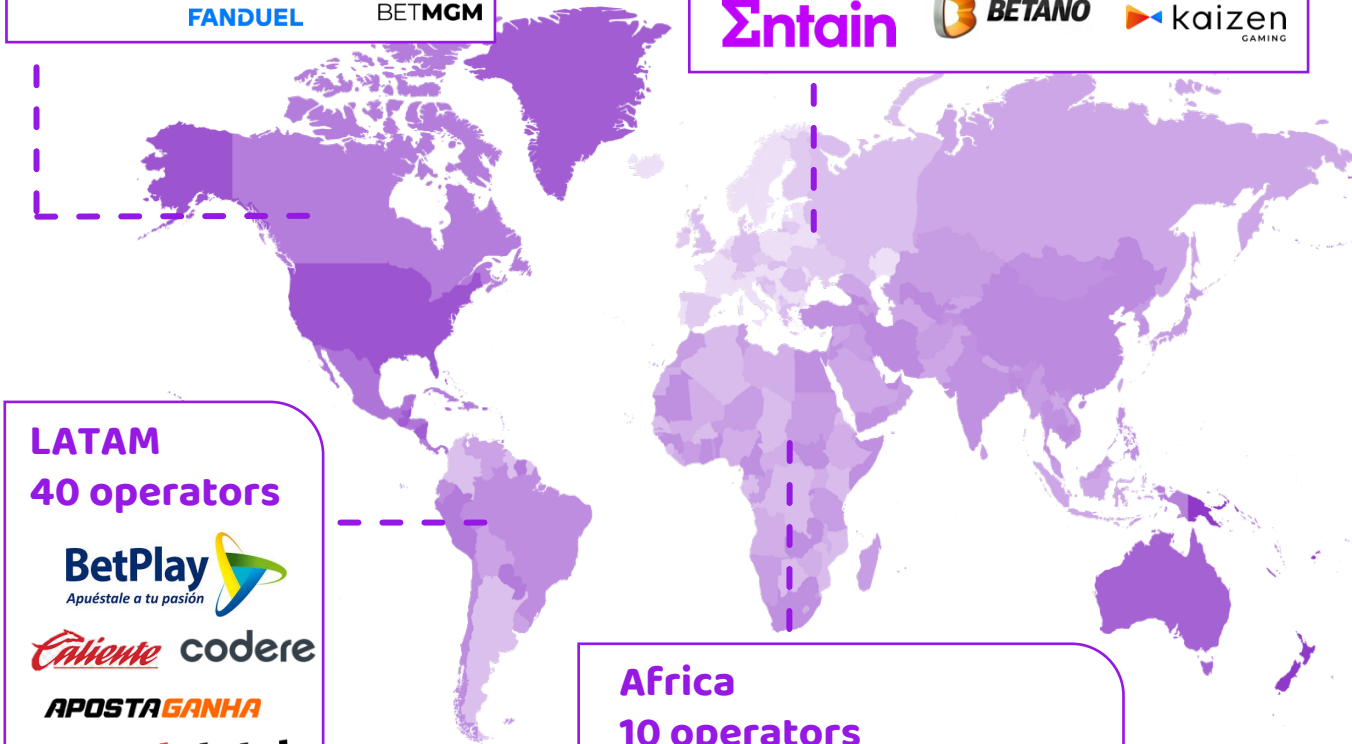 FANDUEL BETMGM
Entain BETANO kaizen
GAMING
LATAM
40 operators
BetPlay
Apuéstale a tu pasión
Caliente codere
APOSTAGANHA
Africa
10 operators